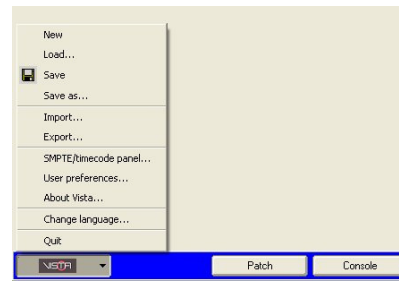 New
Load...
Save
Save as...
Import...
Export...
SMPTE/timecode panel...
User preferences...
About Vista...
Change language...
Quit
VISTA
Patch
Console